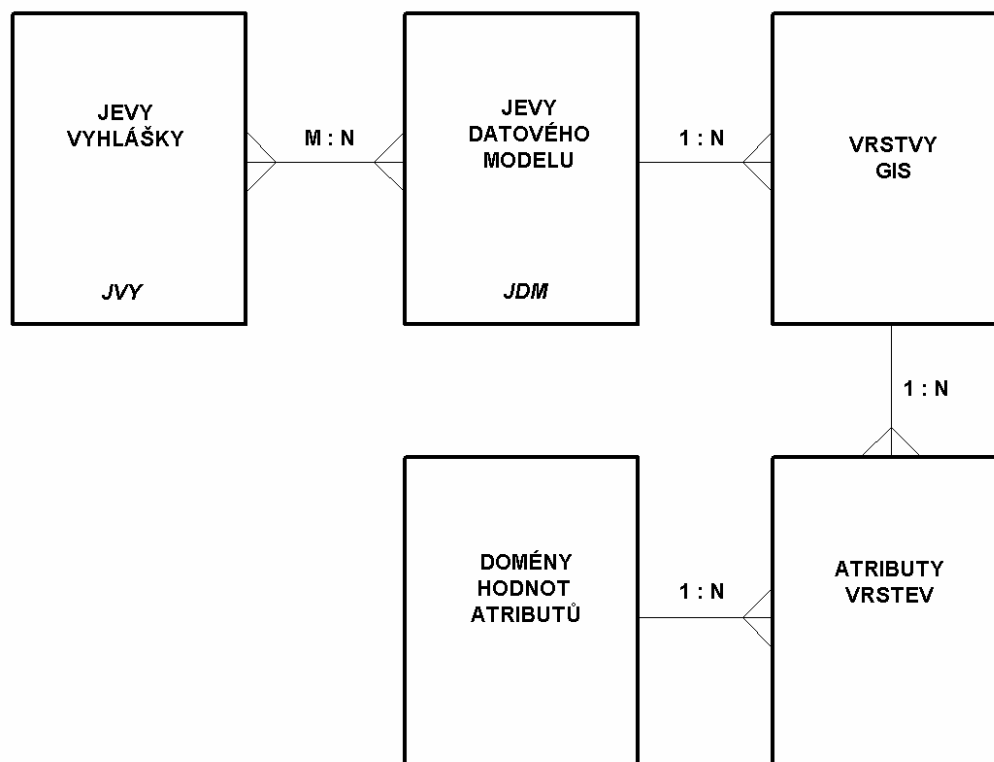 JEVY
VYHLÁŠKY
JVY
M : N
JEVY
DATOVÉHO
MODELU
JDM
1 : N
VRSTVY
GIS
1 : N
DOMÉNY
HODNOT
ATRIBUTŮ
1 : N
ATRIBUTY
VRSTEV